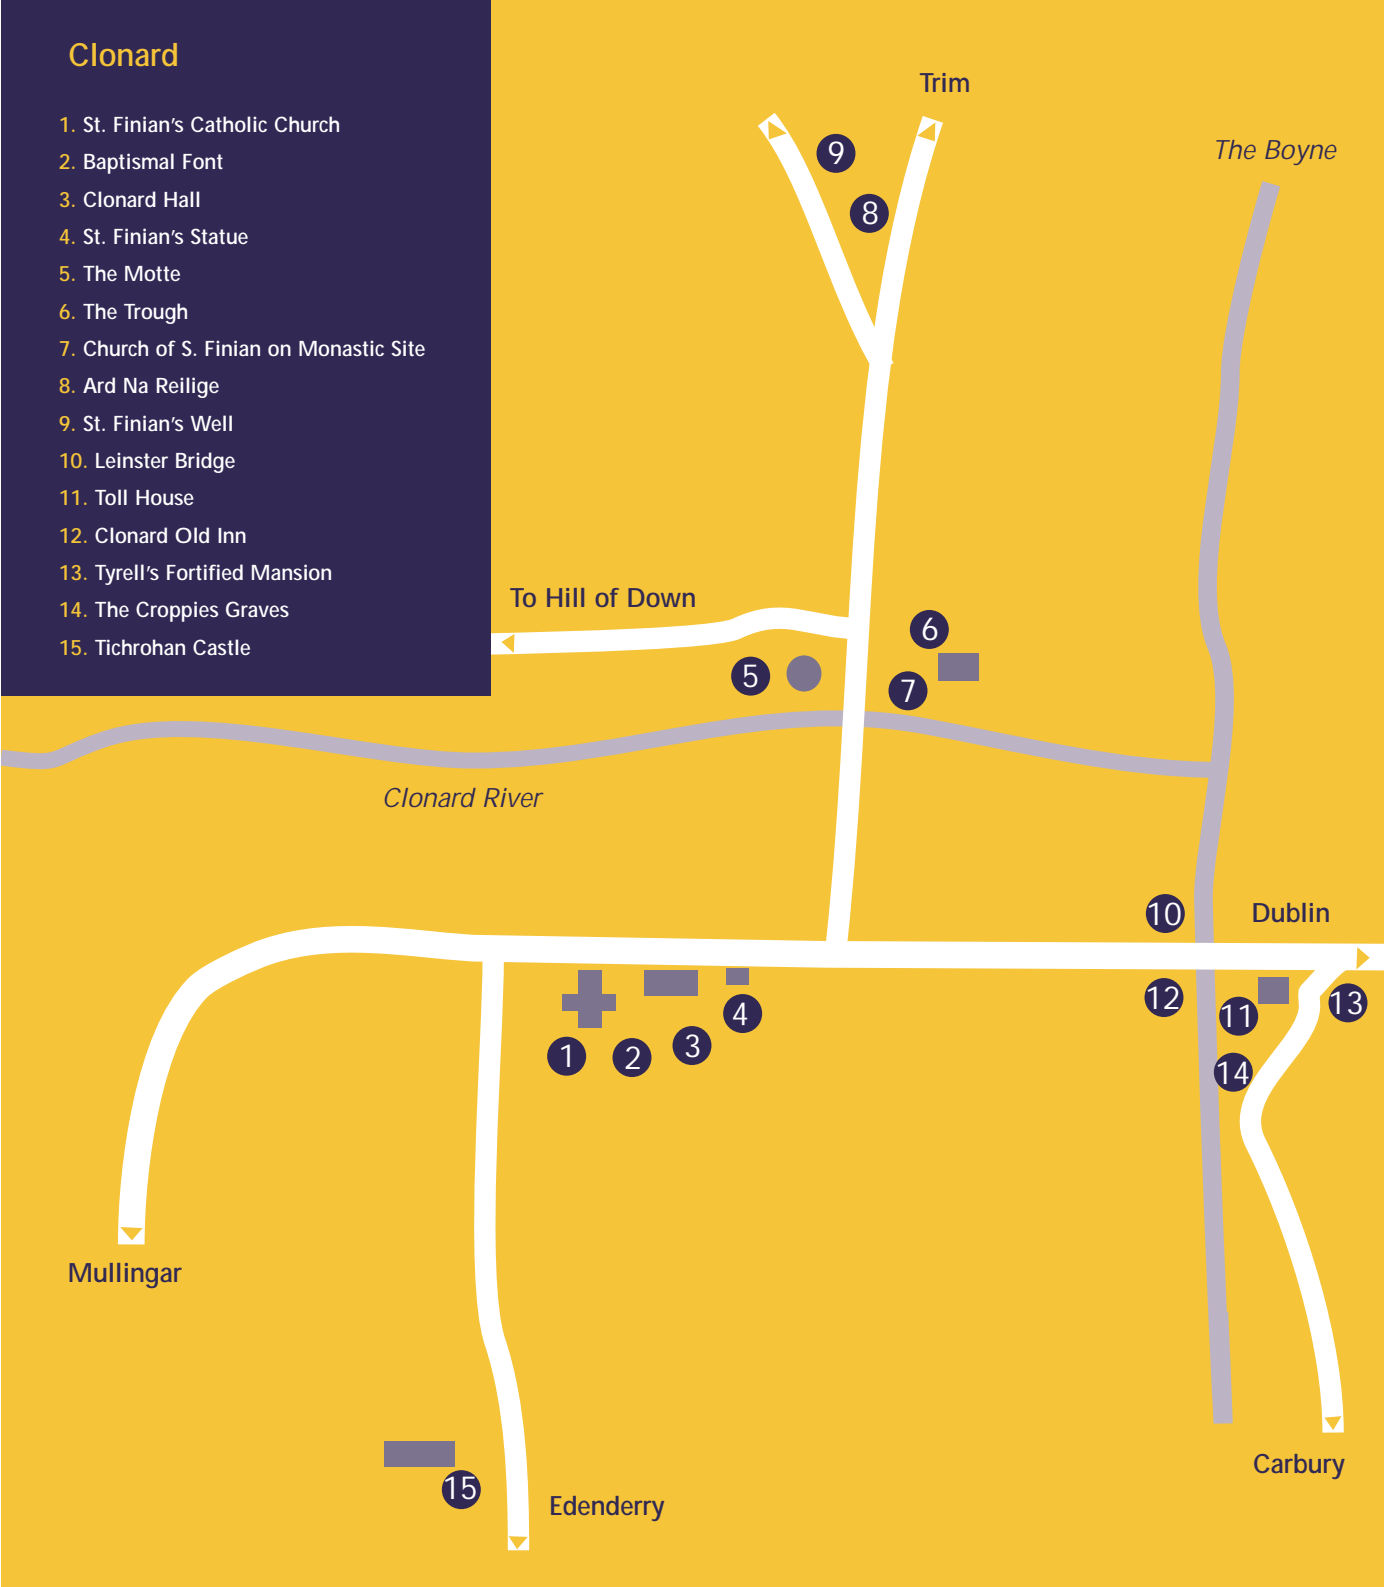 Clonard
1. St. Finian's Catholic Church
2. Baptismal Font
3. Clonard Hall
4. St. Finian's Statue
5. The Motte
6. The Trough
7. Church of S. Finian on Monastic Site
8. Ard Na Reilige
9. St. Finian's Well
10. Leinster Bridge
11. Toll House
12. Clonard Old Inn
13. Tyrell's Fortified Mansion
14. The Croppies Graves
15. Tichrohan Castle
Trim
The Boyne
9
8
To Hill of Down
6
5
7
Clonard River
10
Dublin
12
11
13
4
3
1
2
14
Mullingar
Carbury
15
Edenderry